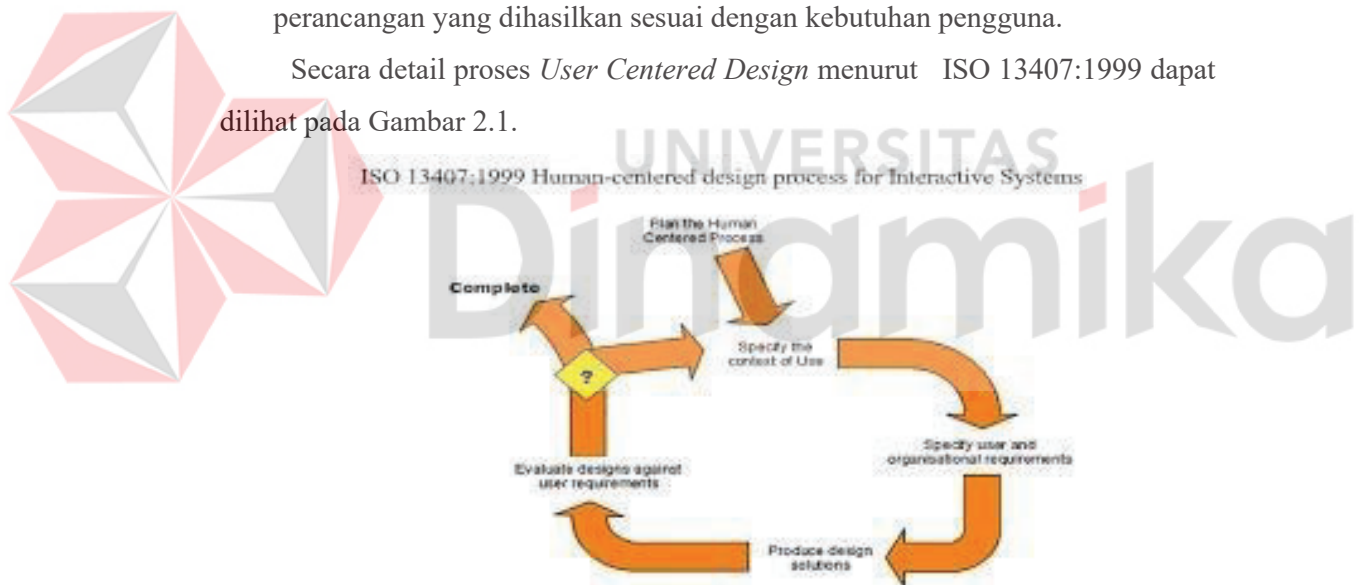 perancangan yang dihasilkan sesuai dengan kebutuhan pengguna.
Secara detail proses User Centered Design menurut ISO 13407:1999 dapat
dilihat pada Gambar 2.1.
UNIVERSITAS
Dinamika
ISO 13407:1999 Human-centered design process for Interactive Systems
Plan the Human
Centered Process
Complete
Specify the
context of Use
?
Specify user and
organisational requirements
Evaluate designs against
user requirements
Produce design
solutions